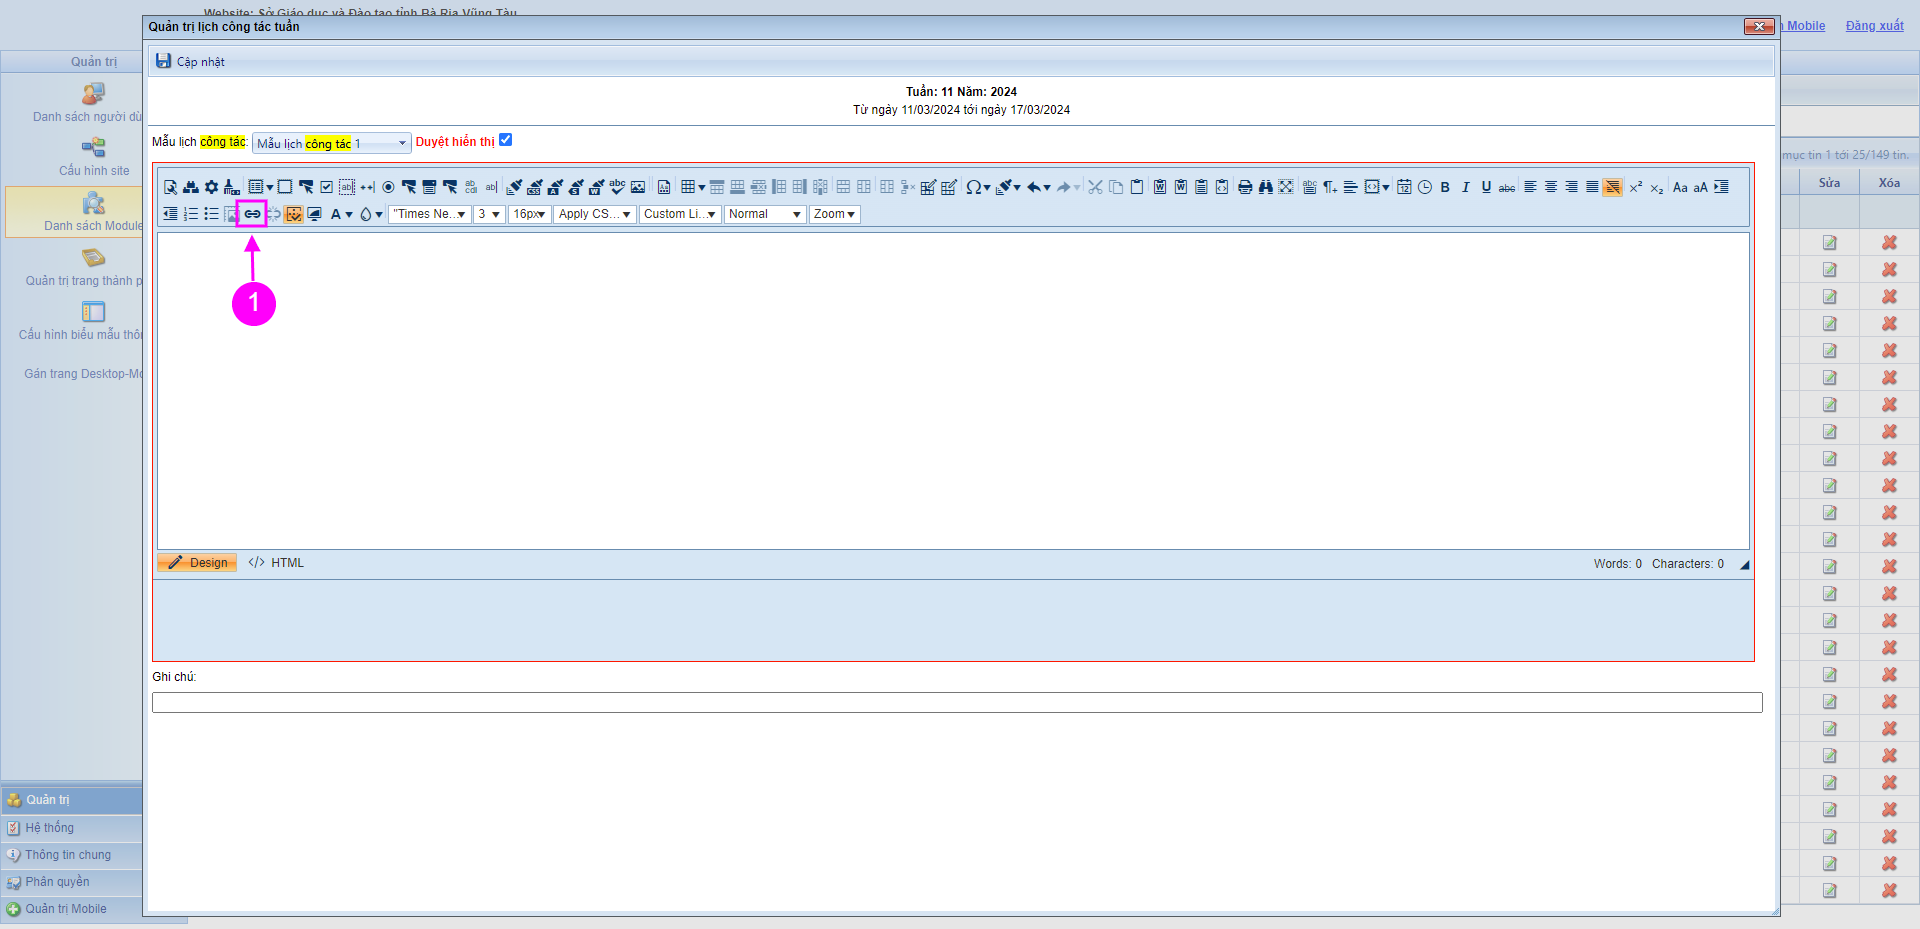 Website: Sở Giáo dục và Đào tạo tỉnh Bà Rịa Vũng Tàu
Mobile Đăng xuất
Quản trị lịch công tác tuần
Cập nhật
Tuần: 11 Năm: 2024
Từ ngày 11/03/2024 tới ngày 17/03/2024
Mẫu lịch công tác: Mẫu lịch công tác 1 Duyệt hiển thị
"Times Ne... 3 16px Apply CS... Custom Li... Normal Zoom
1
Design HTML Words: 0 Characters: 0
Ghi chú:
Quản trị
Danh sách người dù
Cấu hình site
Danh sách Module
Quản trị trang thành p
Cấu hình biểu mẫu thôn
Gán trang Desktop-Mo
Quản trị
Hệ thống
Thông tin chung
Phân quyền
Quản trị Mobile
mục tin 1 tới 25/149 tin.
Sửa Xóa